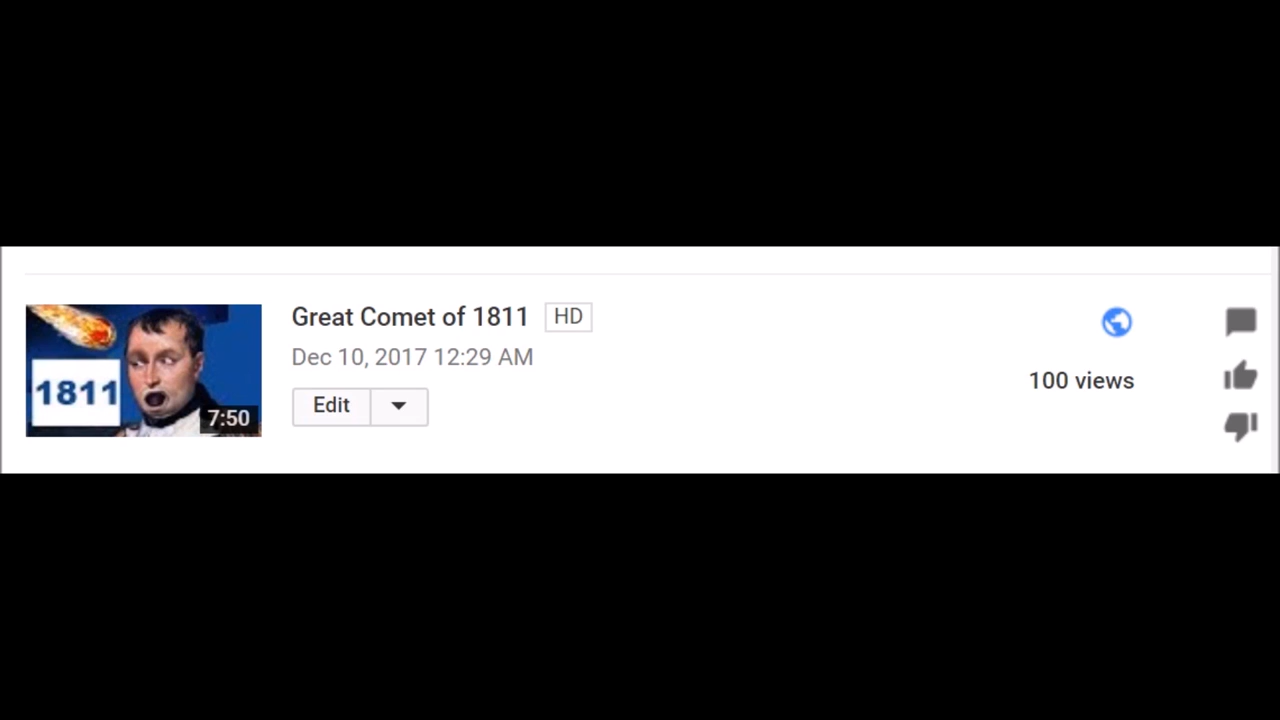 Great Comet of 1811 HD
Dec 10, 2017 12:29 AM
100 views
1811
7:50
Edit